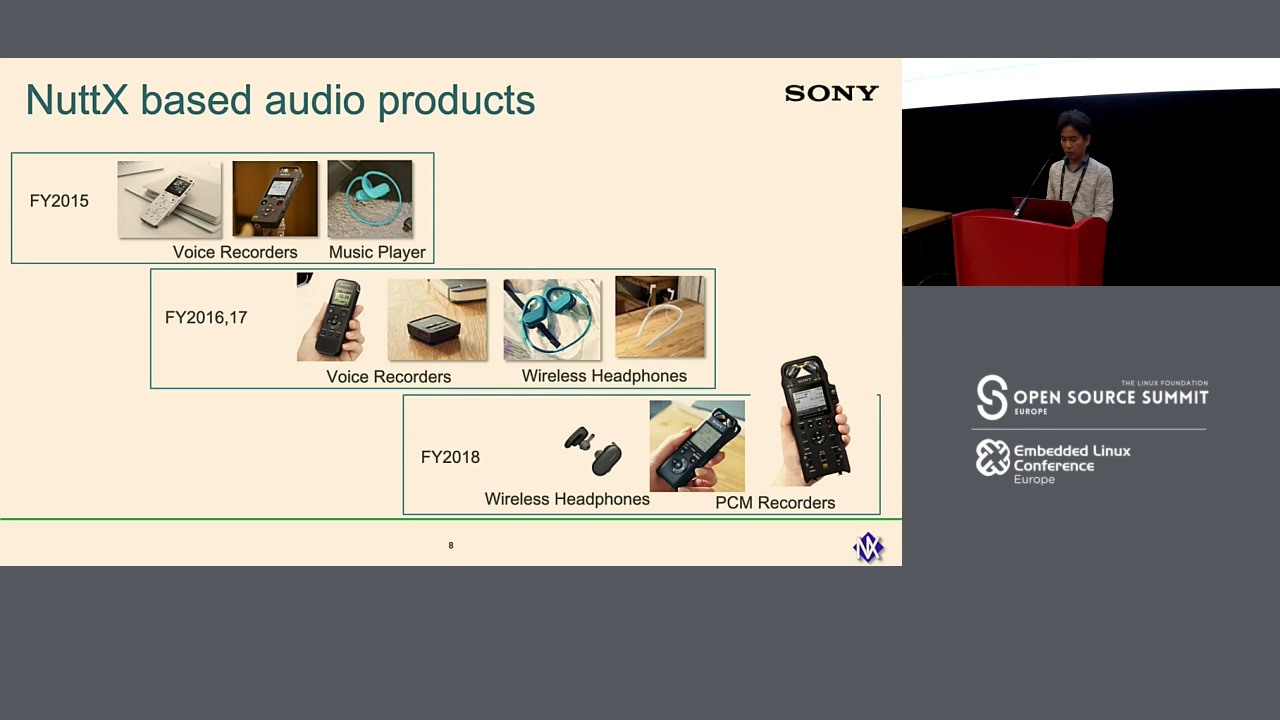 NuttX based audio products
SONY
FY2015
Voice Recorders
Music Player
FY2016,17
Voice Recorders
Wireless Headphones
FY2018
Wireless Headphones
PCM Recorders
8
NX
THE LINUX FOUNDATION
OPEN SOURCE SUMMIT
EUROPE
Embedded Linux
Conference
Europe